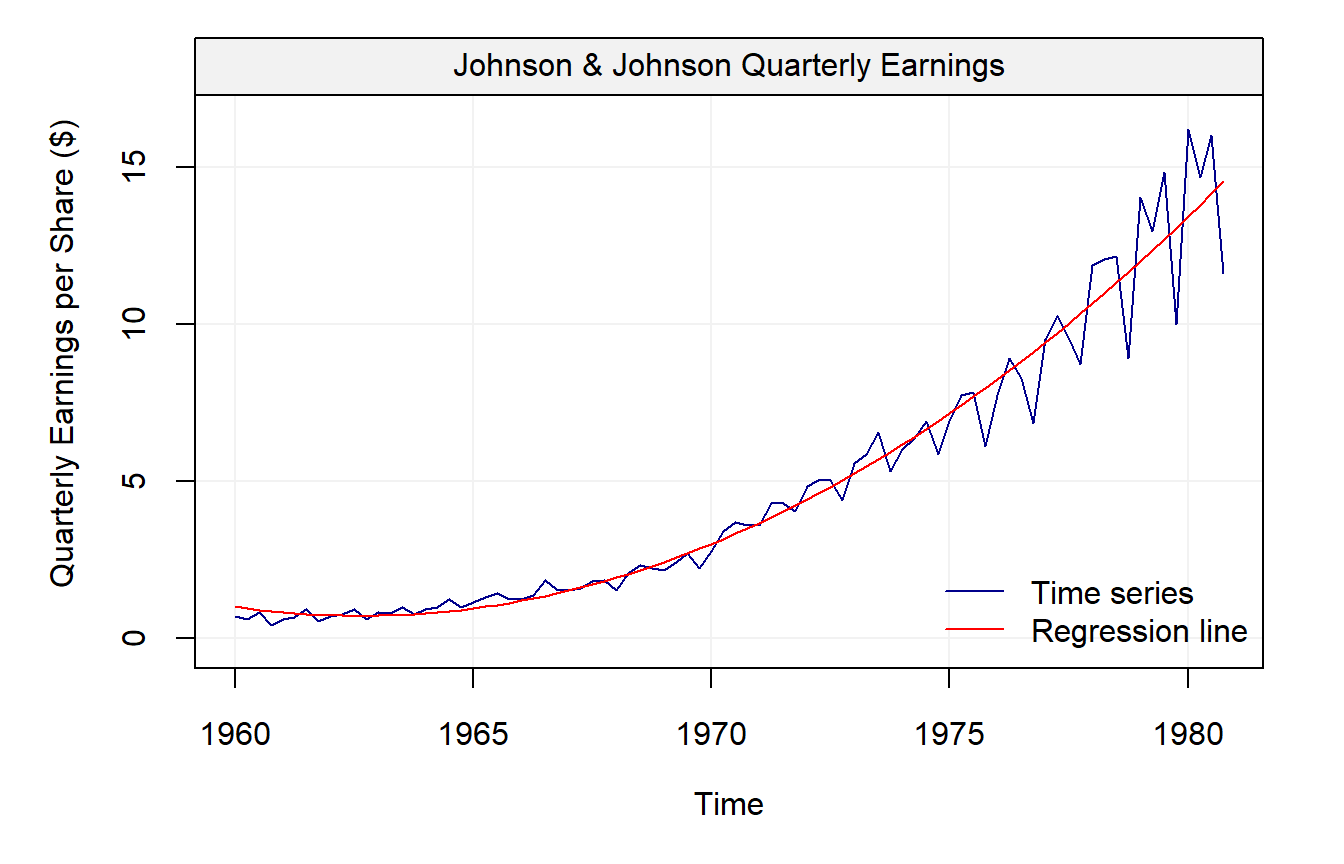 Johnson & Johnson Quarterly Earnings
Quarterly Earnings per Share ($)
15
10
5
0
Time series
Regression line
1960 1965 1970 1975 1980
Time